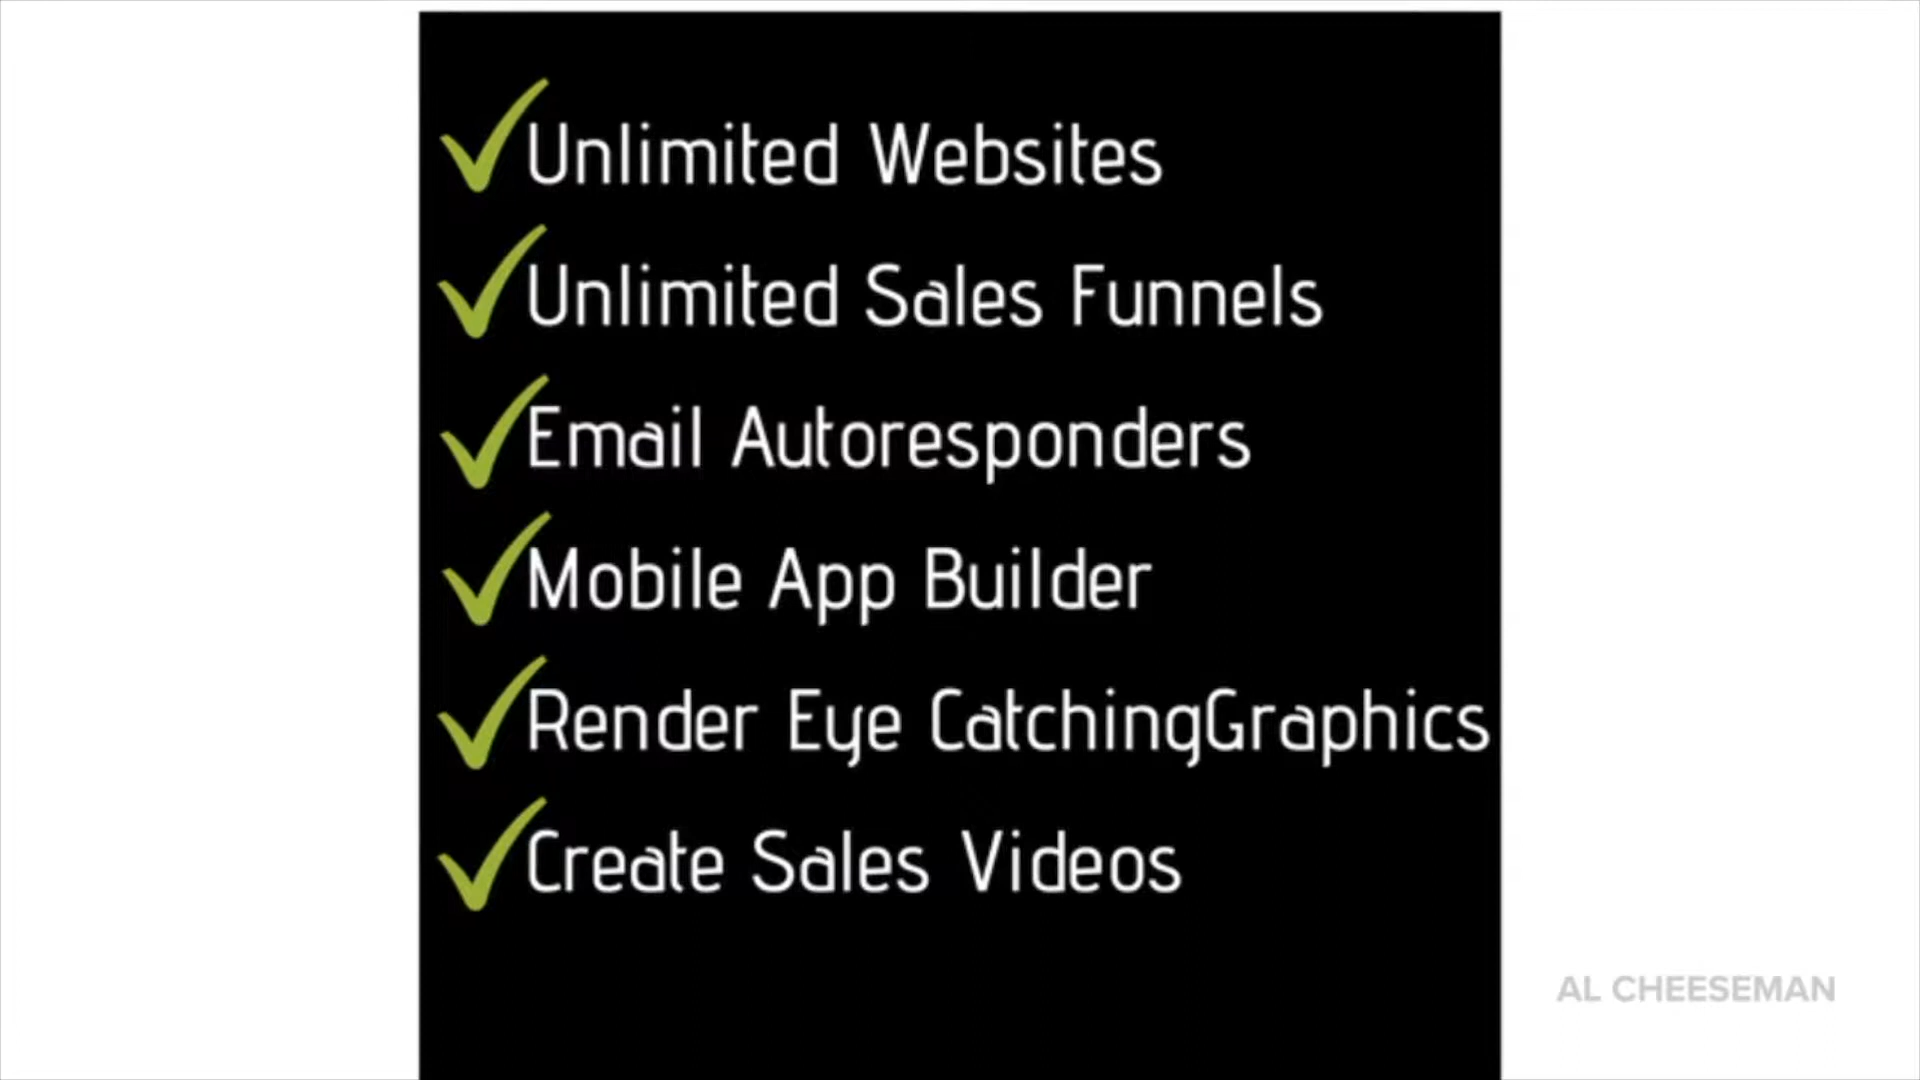 Unlimited Websites
Unlimited Sales Funnels
Email Autoresponders
Mobile App Builder
Render Eye CatchingGraphics
Create Sales Videos
AL CHEESEMAN